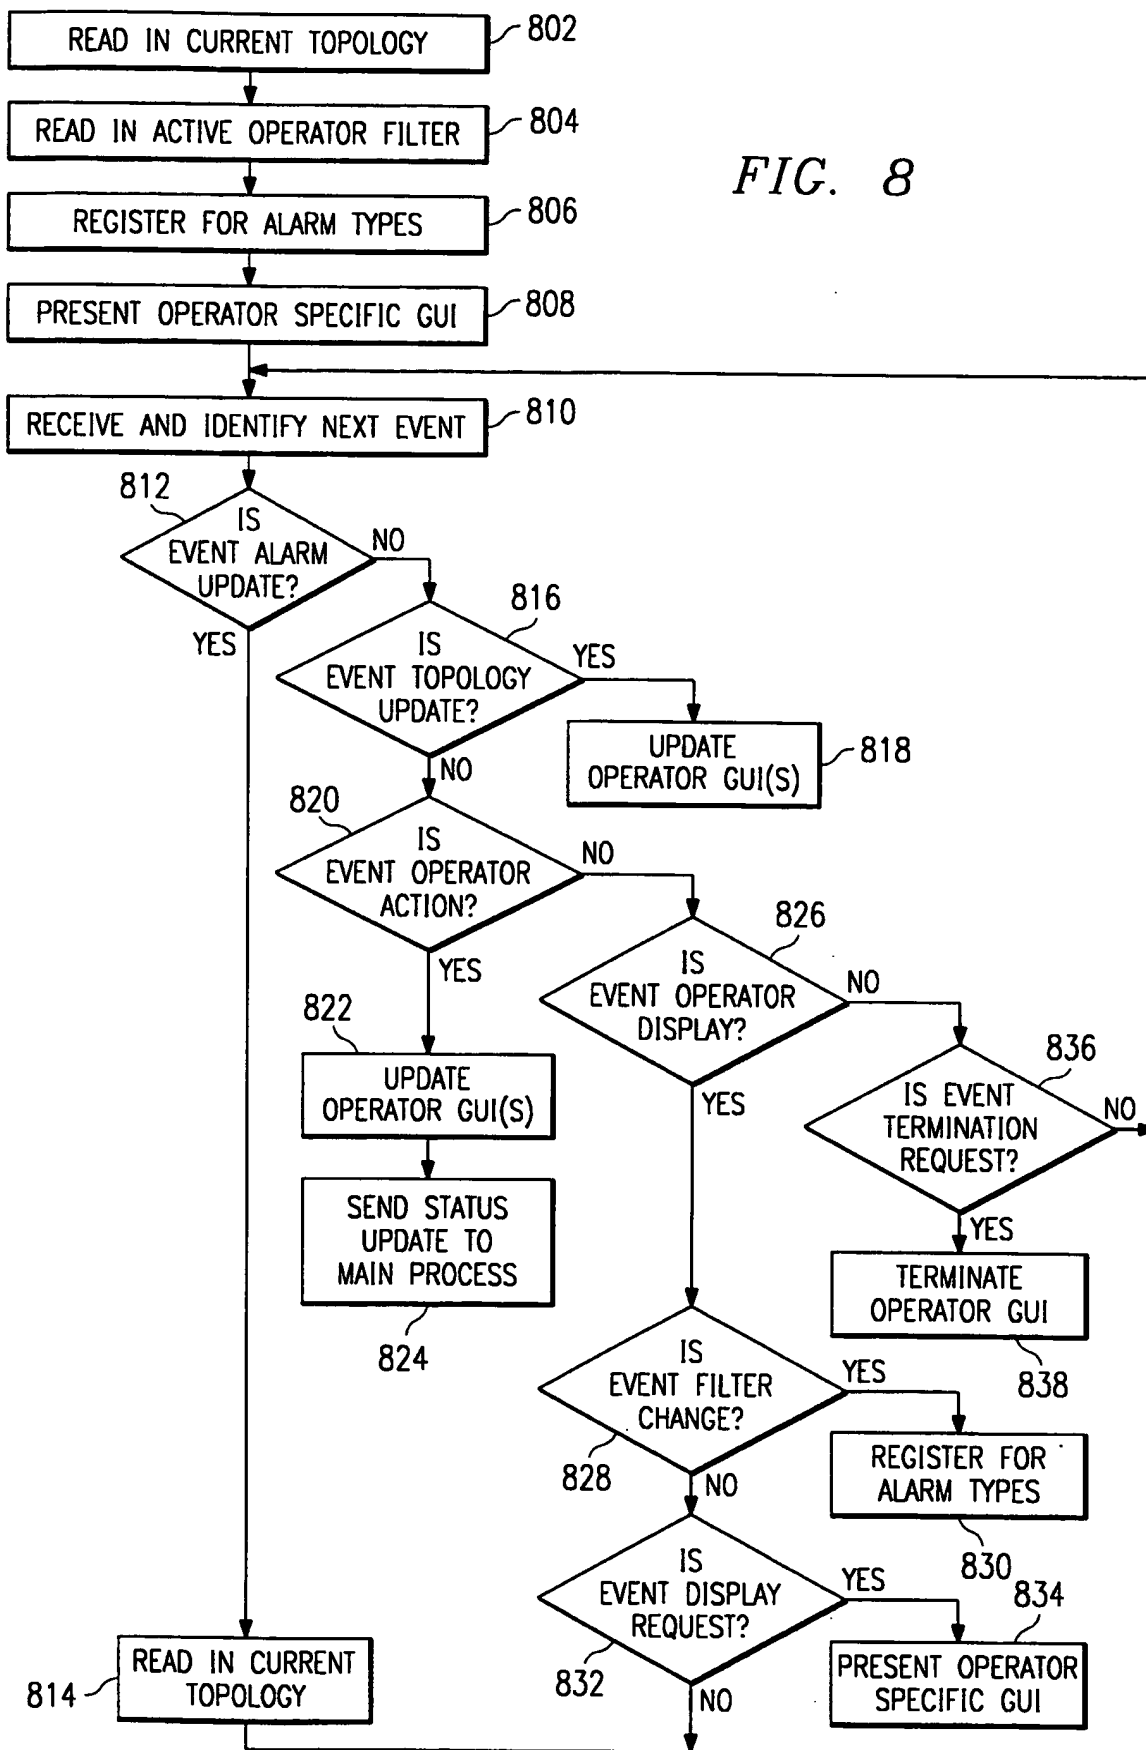 READ IN CURRENT TOPOLOGY
802
READ IN ACTIVE OPERATOR FILTER
804
FIG. 8
REGISTER FOR ALARM TYPES
806
PRESENT OPERATOR SPECIFIC GUI
808
RECEIVE AND IDENTIFY NEXT EVENT
810
812
IS
EVENT ALARM
UPDATE?
NO
YES
816
IS
EVENT TOPOLOGY
UPDATE?
YES
NO
UPDATE
OPERATOR GUI(S)
818
820
IS
EVENT OPERATOR
ACTION?
NO
YES
826
IS
EVENT OPERATOR
DISPLAY?
NO
YES
822
UPDATE
OPERATOR GUI(S)
836
IS EVENT
TERMINATION
REQUEST?
NO
YES
SEND STATUS
UPDATE TO
MAIN PROCESS
824
TERMINATE
OPERATOR GUI
838
IS
EVENT FILTER
CHANGE?
YES
828
NO
REGISTER FOR
ALARM TYPES
830
IS
EVENT DISPLAY
REQUEST?
YES
834
832
NO
PRESENT OPERATOR
SPECIFIC GUI
READ IN CURRENT
TOPOLOGY
814